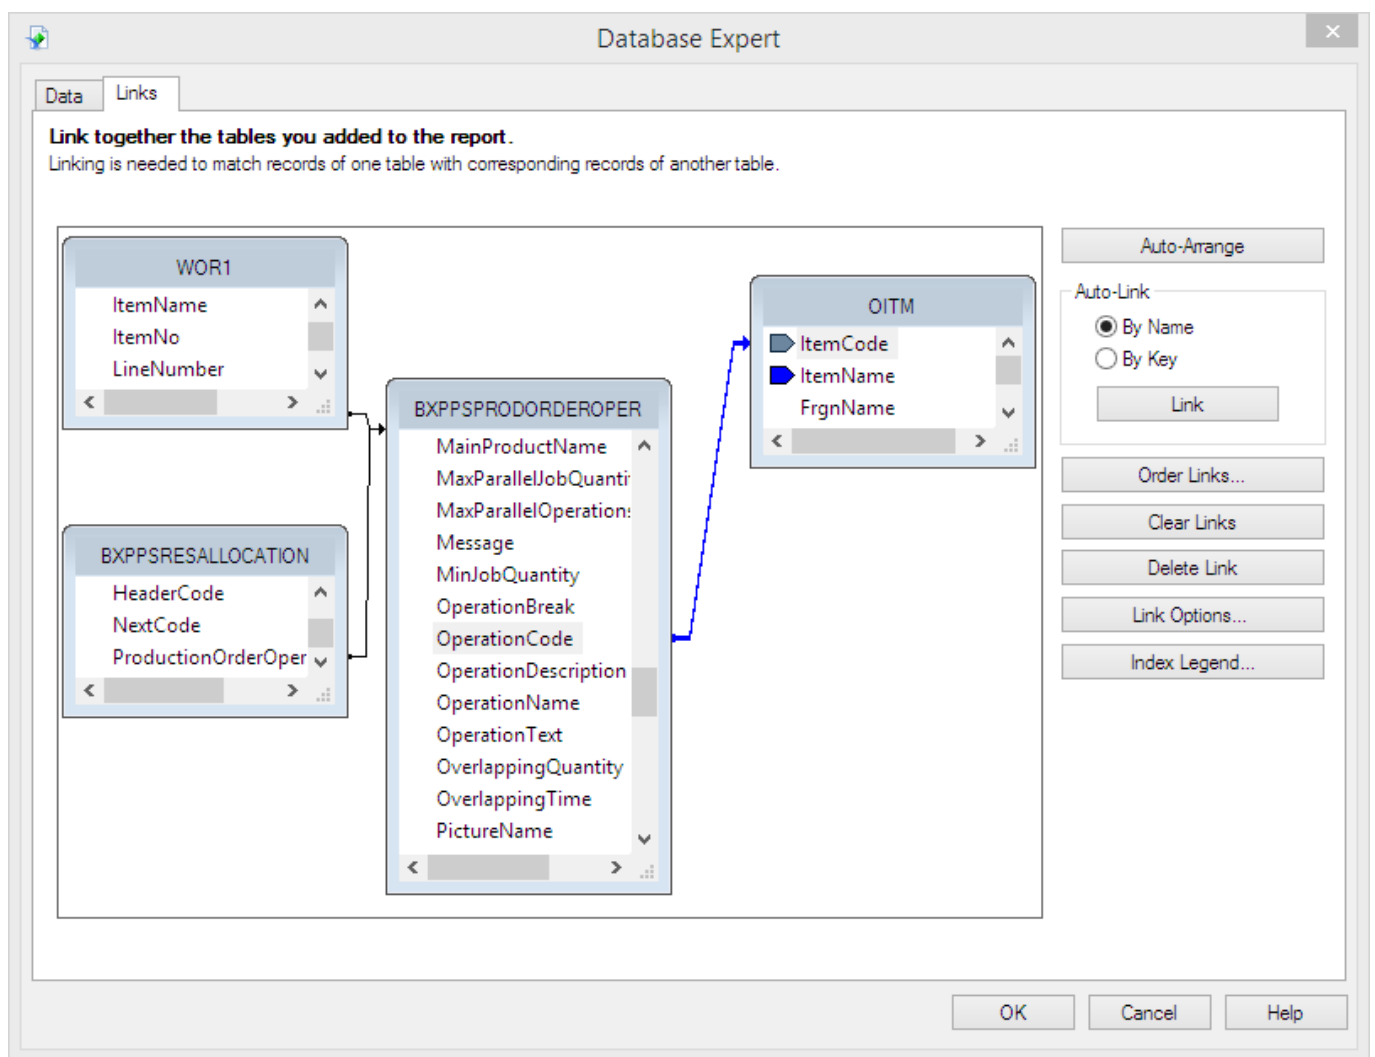 Database Expert
Data
Links
Link together the tables you added to the report.
Linking is needed to match records of one table with corresponding records of another table.
WOR1
ItemName
ItemNo
LineNumber
BXPPSRESALLOCATION
HeaderCode
NextCode
ProductionOrderOper
BXPPSPRODORDEROPER
MainProductName
MaxParallelJobQuanti
MaxParallelOperations
Message
MinJobQuantity
OperationBreak
OperationCode
OperationDescription
OperationName
OperationText
OverlappingQuantity
OverlappingTime
PictureName
OITM
ItemCode
ItemName
FrgnName
Auto-Arrange
Auto-Link
By Name
By Key
Link
Order Links...
Clear Links
Delete Link
Link Options...
Index Legend...
OK
Cancel
Help